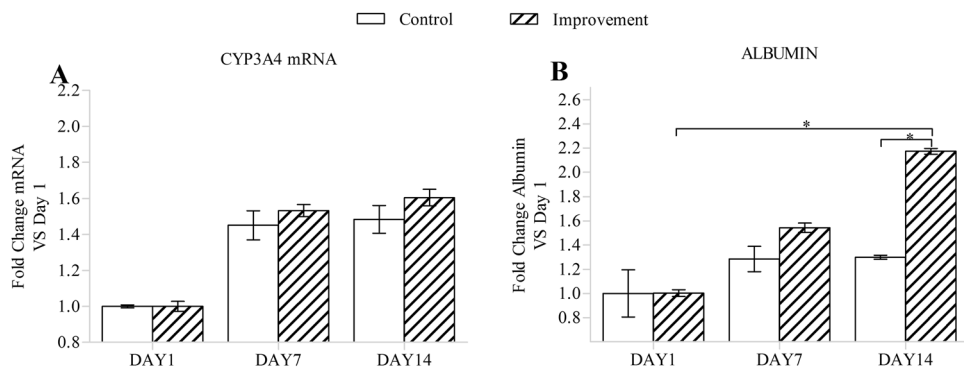 Control Improvement
A
CYP3A4 mRNA
Fold Change mRNA
VS Day 1
2.2
2.0
1.8
1.6
1.4
1.2
1.0
0.8
DAY1 DAY7 DAY14
B
ALBUMIN
Fold Change Albumin
VS Day 1
2.6
2.4
2.2
2.0
1.8
1.6
1.4
1.2
1.0
0.8
*
*
DAY1 DAY7 DAY14